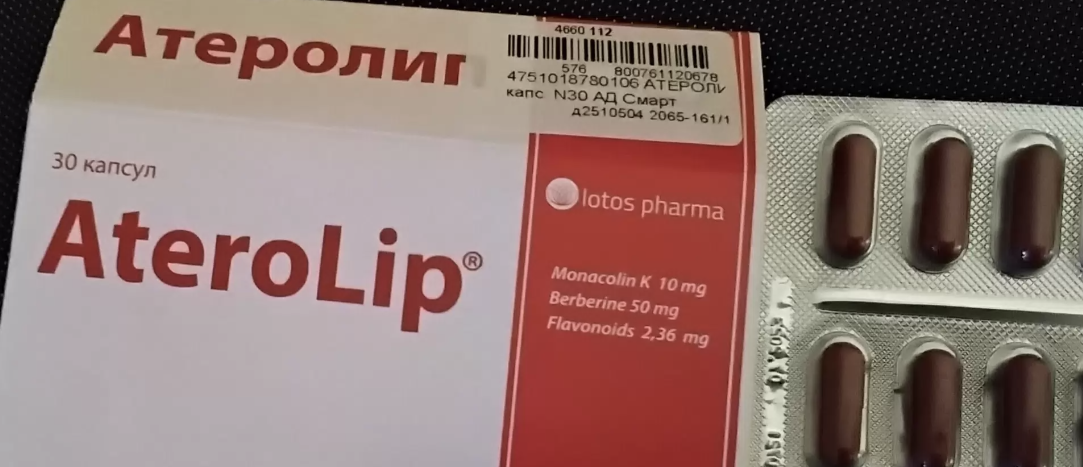 Атеролип
4660 112
576 800761120678
4751018780106 АТЕРОЛИ
капс N30 АД Смарт
д2510504 2065-161/1
30 капсул
AteroLip®
lotos pharma
Monacolin K 10 mg
Berberine 50 mg
Flavonoids 2,36 mg